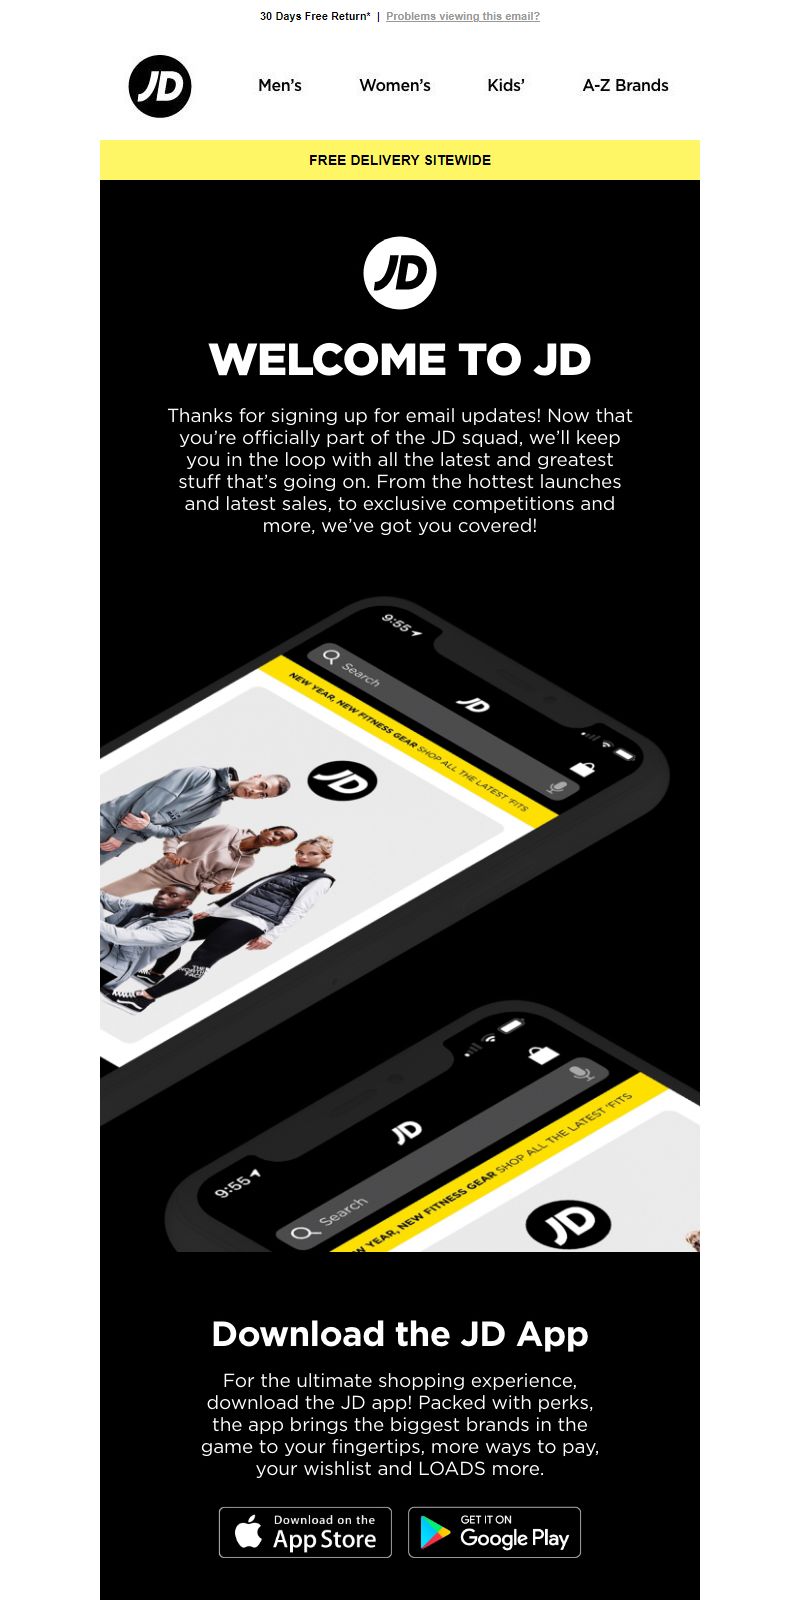 30 Days Free Return* | Problems viewing this email?
JD
Men’s
Women’s
Kids’
A-Z Brands
FREE DELIVERY SITEWIDE
JD
WELCOME TO JD
Thanks for signing up for email updates! Now that
you’re officially part of the JD squad, we’ll keep
you in the loop with all the latest and greatest
stuff that’s going on. From the hottest launches
and latest sales, to exclusive competitions and
more, we’ve got you covered!
9:55
Search
JD
NEW YEAR, NEW FITNESS GEAR SHOP ALL THE LATEST ‘FITS
JD
THE NORTH FACE
9:55
JD
Search
YEAR, NEW FITNESS GEAR SHOP ALL THE LATEST ‘FITS
JD
Download the JD App
For the ultimate shopping experience,
download the JD app! Packed with perks,
the app brings the biggest brands in the
game to your fingertips, more ways to pay,
your wishlist and LOADS more.
Download on the
App Store
GET IT ON
Google Play